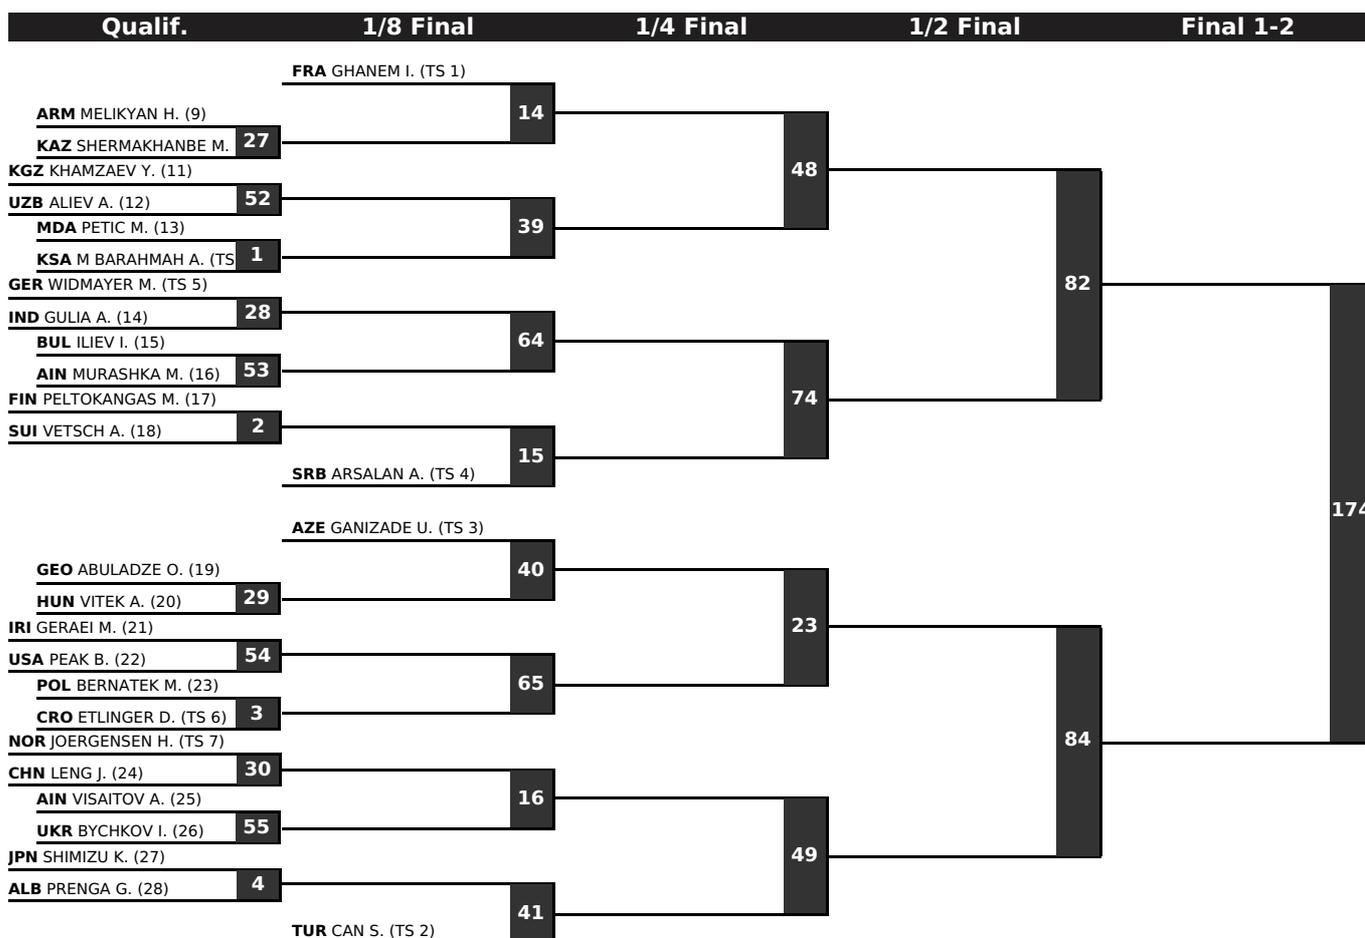 Qualif. 1/8 Final 1/4 Final 1/2 Final Final 1-2
FRA GHANEM I. (TS 1)
14
ARM MELIKYAN H. (9)
KAZ SHERMAKHANBE M. 27
48
KGZ KHAMZAEV Y. (11)
UZB ALIEV A. (12) 52
39
MDA PETIC M. (13)
KSA M BARAHMAH A. (TS 1
82
GER WIDMAYER M. (TS 5)
IND GULIA A. (14) 28
64
BUL ILIEV I. (15)
AIN MURASHKA M. (16) 53
74
FIN PELTOKANGAS M. (17)
SUI VETSCH A. (18) 2
15
SRB ARSALAN A. (TS 4)
174
AZE GANIZADE U. (TS 3)
40
GEO ABULADZE O. (19)
HUN VITEK A. (20) 29
23
IRI GERAEI M. (21)
USA PEAK B. (22) 54
65
POL BERNATEK M. (23)
CRO ETLINGER D. (TS 6) 3
84
NOR JOERGENSEN H. (TS 7)
CHN LENG J. (24) 30
16
AIN VISAITOV A. (25)
UKR BYCHKOV I. (26) 55
49
JPN SHIMIZU K. (27)
ALB PRENGA G. (28) 4
41
TUR CAN S. (TS 2)